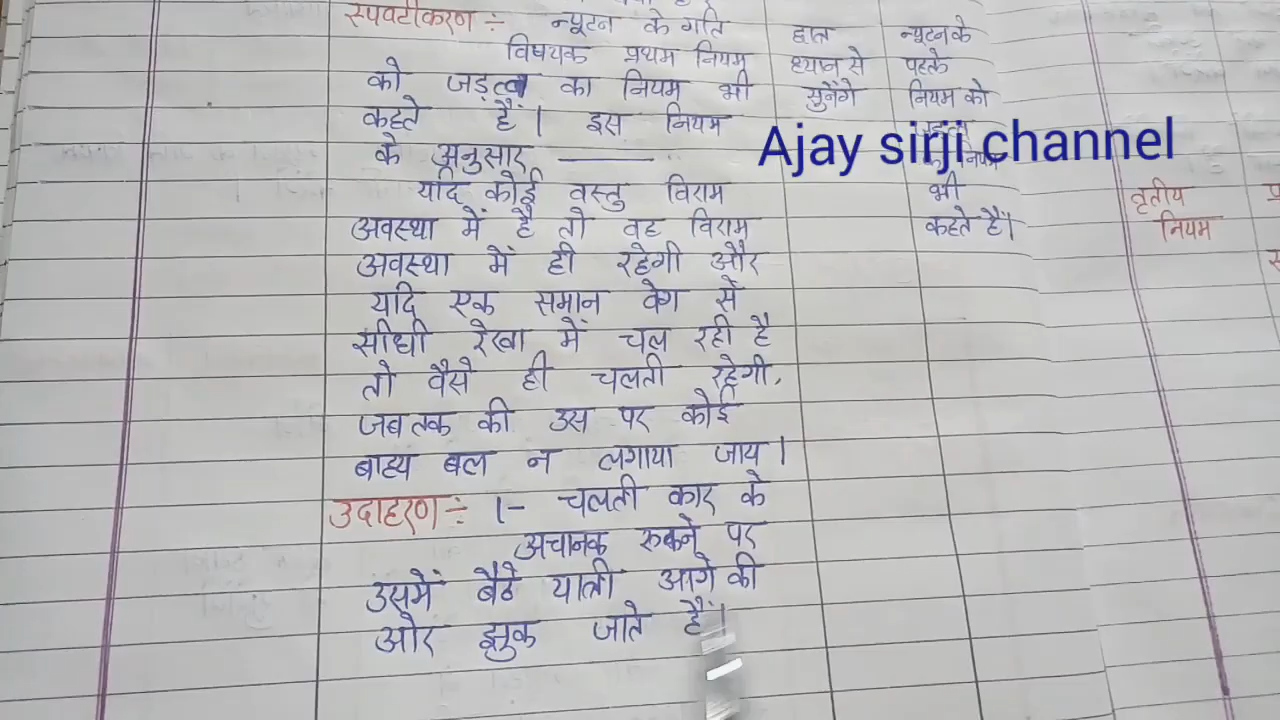 स्पष्टीकरण ÷ न्यूटन के गति
विषयक प्रथम नियम
को जड़त्व का नियम भी
कहते हैं। इस नियम
के अनुसार ———
यदि कोई वस्तु विराम
अवस्था में है तो वह विराम
अवस्था में ही रहेगी और
यदि एक समान वेग से
सीधी रेखा में चल रही है
तो वैसे ही चलती रहेगी,
जब तक की उस पर कोई
बाह्य बल न लगाया जाय।
उदाहरण ÷ 1- चलती कार के
अचानक रुकने पर
उसमें बैठे यात्री आगे की
ओर झुक जाते हैं।
छात्र
ध्यान से
सुनेंगे
न्यूटन के
पहले
नियम को
भी
कहते हैं।
Ajay sirji channel
तृतीय
नियम